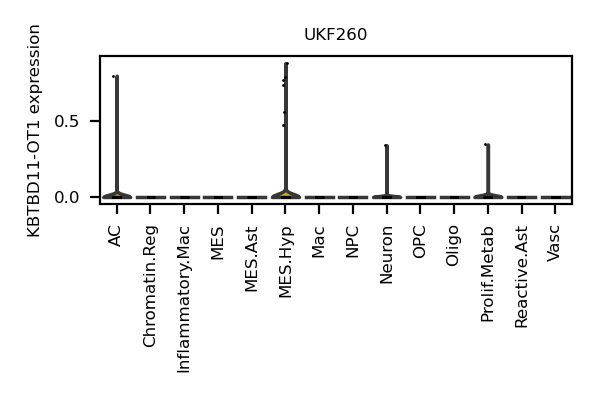 UKF260
KBTBD11-OT1 expression
0.5
0.0
AC
Chromatin.Reg
Inflammatory.Mac
MES
MES.Ast
MES.Hyp
Mac
NPC
Neuron
OPC
Oligo
Prolif.Metab
Reactive.Ast
Vasc